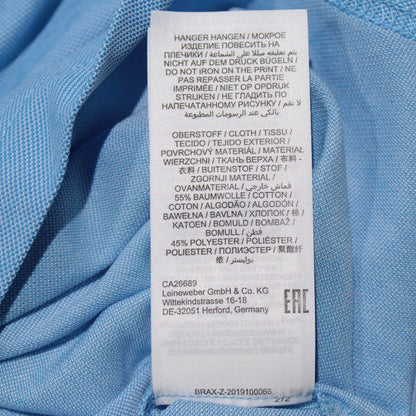 HANGER HANGEN / МОКРОЕ
ИЗДЕЛИЕ ПОВЕСИТЬ НА
ПЛЕЧИКИ / يتم تعليقه مبللا على الشماعة
NICHT AUF DEM DRUCK BÜGELN /
DO NOT IRON ON THE PRINT /
NE PAS REPASSER LA PARTIE
IMPRIMÉE / NIET OP OPDRUK
STRIJKEN / НЕ ГЛАДИТЬ ПО
НАПЕЧАТАННОМУ РИСУНКУ / لا تقم
بالكي عند الرسومات المطبوعة
OBERSTOFF / CLOTH / TISSU /
TECIDO / TEJIDO EXTERIOR /
POVRCHOVÝ MATERIÁL / MATERIAŁ
WIERZCHNI / ТКАНЬ ВЕРХА / 布料 -
衣料 / BUITENSTOF / STOF /
ZGORNJI MATERIAL /
OVANMATERIAL / قماش خارجي
55% BAUMWOLLE / COTTON /
COTON / ALGODÃO / ALGODÓN /
BAWEŁNA / BAVLNA / ХЛОПОК / 棉 /
KATOEN / BOMULD / BOMBAŽ /
BOMULL / قطن
45% POLYESTER / POLIÉSTER /
POLIESTER / ПОЛИЭСТЕР / 聚酯纤
维 / بوليستر
CA26689
Leineweber GmbH & Co. KG
Wittekindstrasse 16-18
DE-32051 Herford, Germany
EAC
BRAX-Z-2019100066
2/2